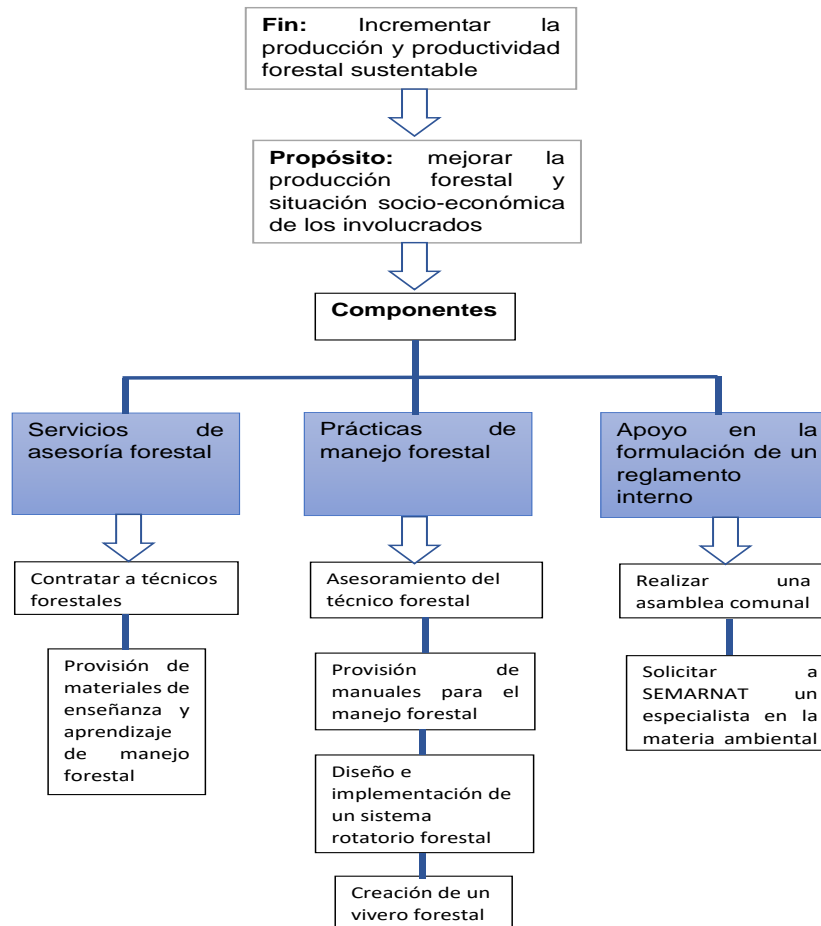 Fin: Incrementar la
producción y productividad
forestal sustentable
Propósito: mejorar la
producción forestal y
situación socio-económica
de los involucrados
Componentes
Servicios de
asesoría forestal
Prácticas de
manejo forestal
Apoyo en la
formulación de un
reglamento
interno
Contratar a técnicos
forestales
Asesoramiento del
técnico forestal
Realizar una
asamblea comunal
Provisión de
materiales de
enseñanza y
aprendizaje
de manejo
forestal
Provisión de
manuales para el
manejo forestal
Solicitar a
SEMARNAT un
especialista en la
materia ambiental
Diseño e
implementación de
un sistema
rotatorio forestal
Creación de un
vivero forestal